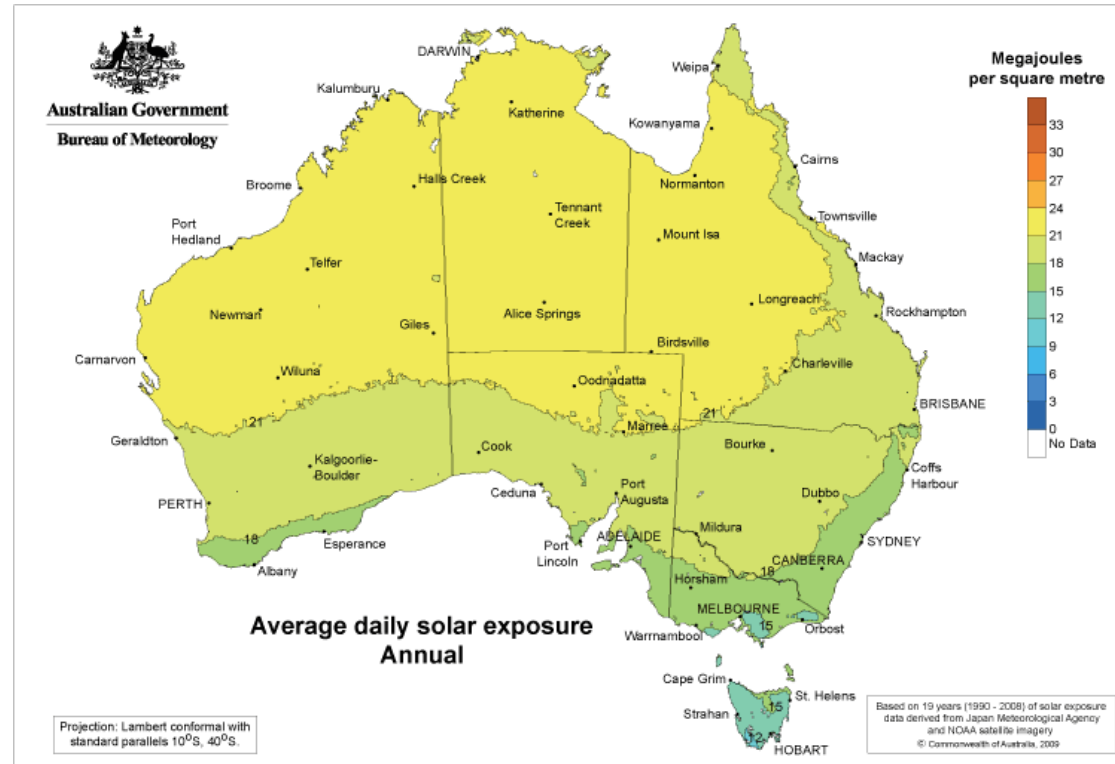 Australian Government
Bureau of Meteorology
Megajoules
per square metre
33
30
27
24
21
18
15
12
9
6
3
0
No Data
DARWIN
Weipa
Kalumburu
Katherine
Kowanyama
Cairns
Broome
Halls Creek
Normanton
Tennant
Creek
Townsville
Port
Hedland
Mount Isa
Mackay
Telfer
Longreach
Newman
Alice Springs
Rockhampton
Giles
Birdsville
Carnarvon
Charleville
Wiluna
Oodnadatta
BRISBANE
21
21
Marree
Geraldton
Cook
Bourke
Kalgoorlie-
Boulder
Coffs
Harbour
Ceduna
Port
Augusta
Dubbo
PERTH
Mildura
18
Esperance
Port
Lincoln
ADELAIDE
SYDNEY
Albany
18
CANBERRA
Horsham
MELBOURNE
15
Warrnambool
Orbost
Average daily solar exposure
Annual
Cape Grim
St. Helens
15
Strahan
12
HOBART
Projection: Lambert conformal with
standard parallels 10°S, 40°S.
Based on 19 years (1990 - 2008) of solar exposure
data derived from Japan Meteorological Agency
and NOAA satellite imagery
© Commonwealth of Australia, 2009